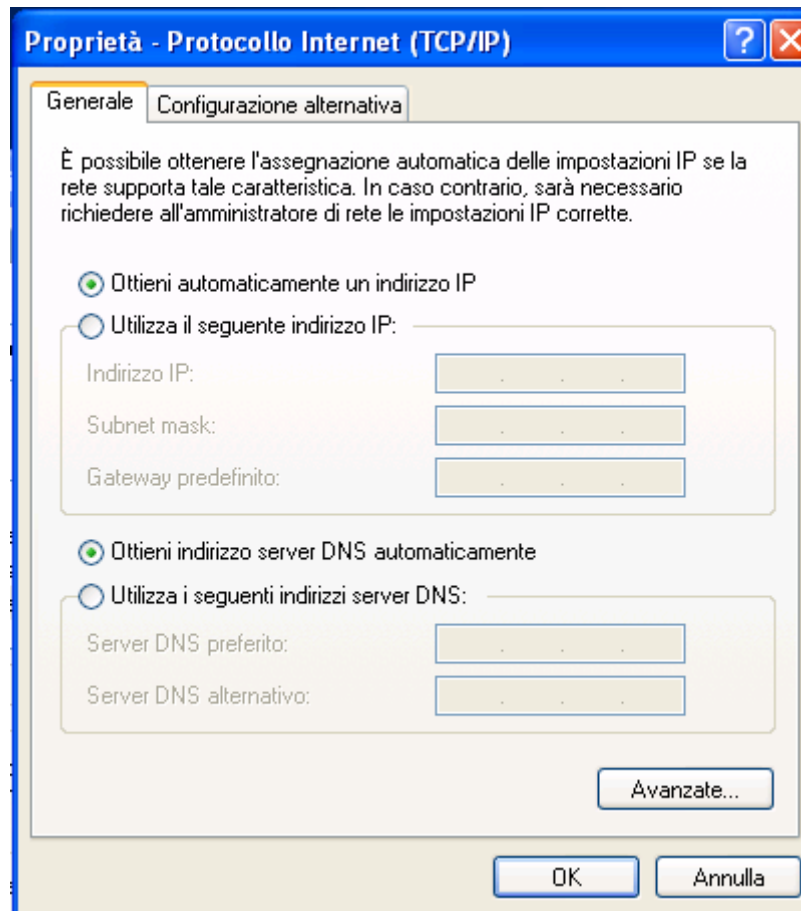 Proprietà - Protocollo Internet (TCP/IP)
Generale
Configurazione alternativa
È possibile ottenere l'assegnazione automatica delle impostazioni IP se la
rete supporta tale caratteristica. In caso contrario, sarà necessario
richiedere all'amministratore di rete le impostazioni IP corrette.
Ottieni automaticamente un indirizzo IP
Utilizza il seguente indirizzo IP:
Indirizzo IP:
Subnet mask:
Gateway predefinito:
Ottieni indirizzo server DNS automaticamente
Utilizza i seguenti indirizzi server DNS:
Server DNS preferito:
Server DNS alternativo:
Avanzate...
OK
Annulla